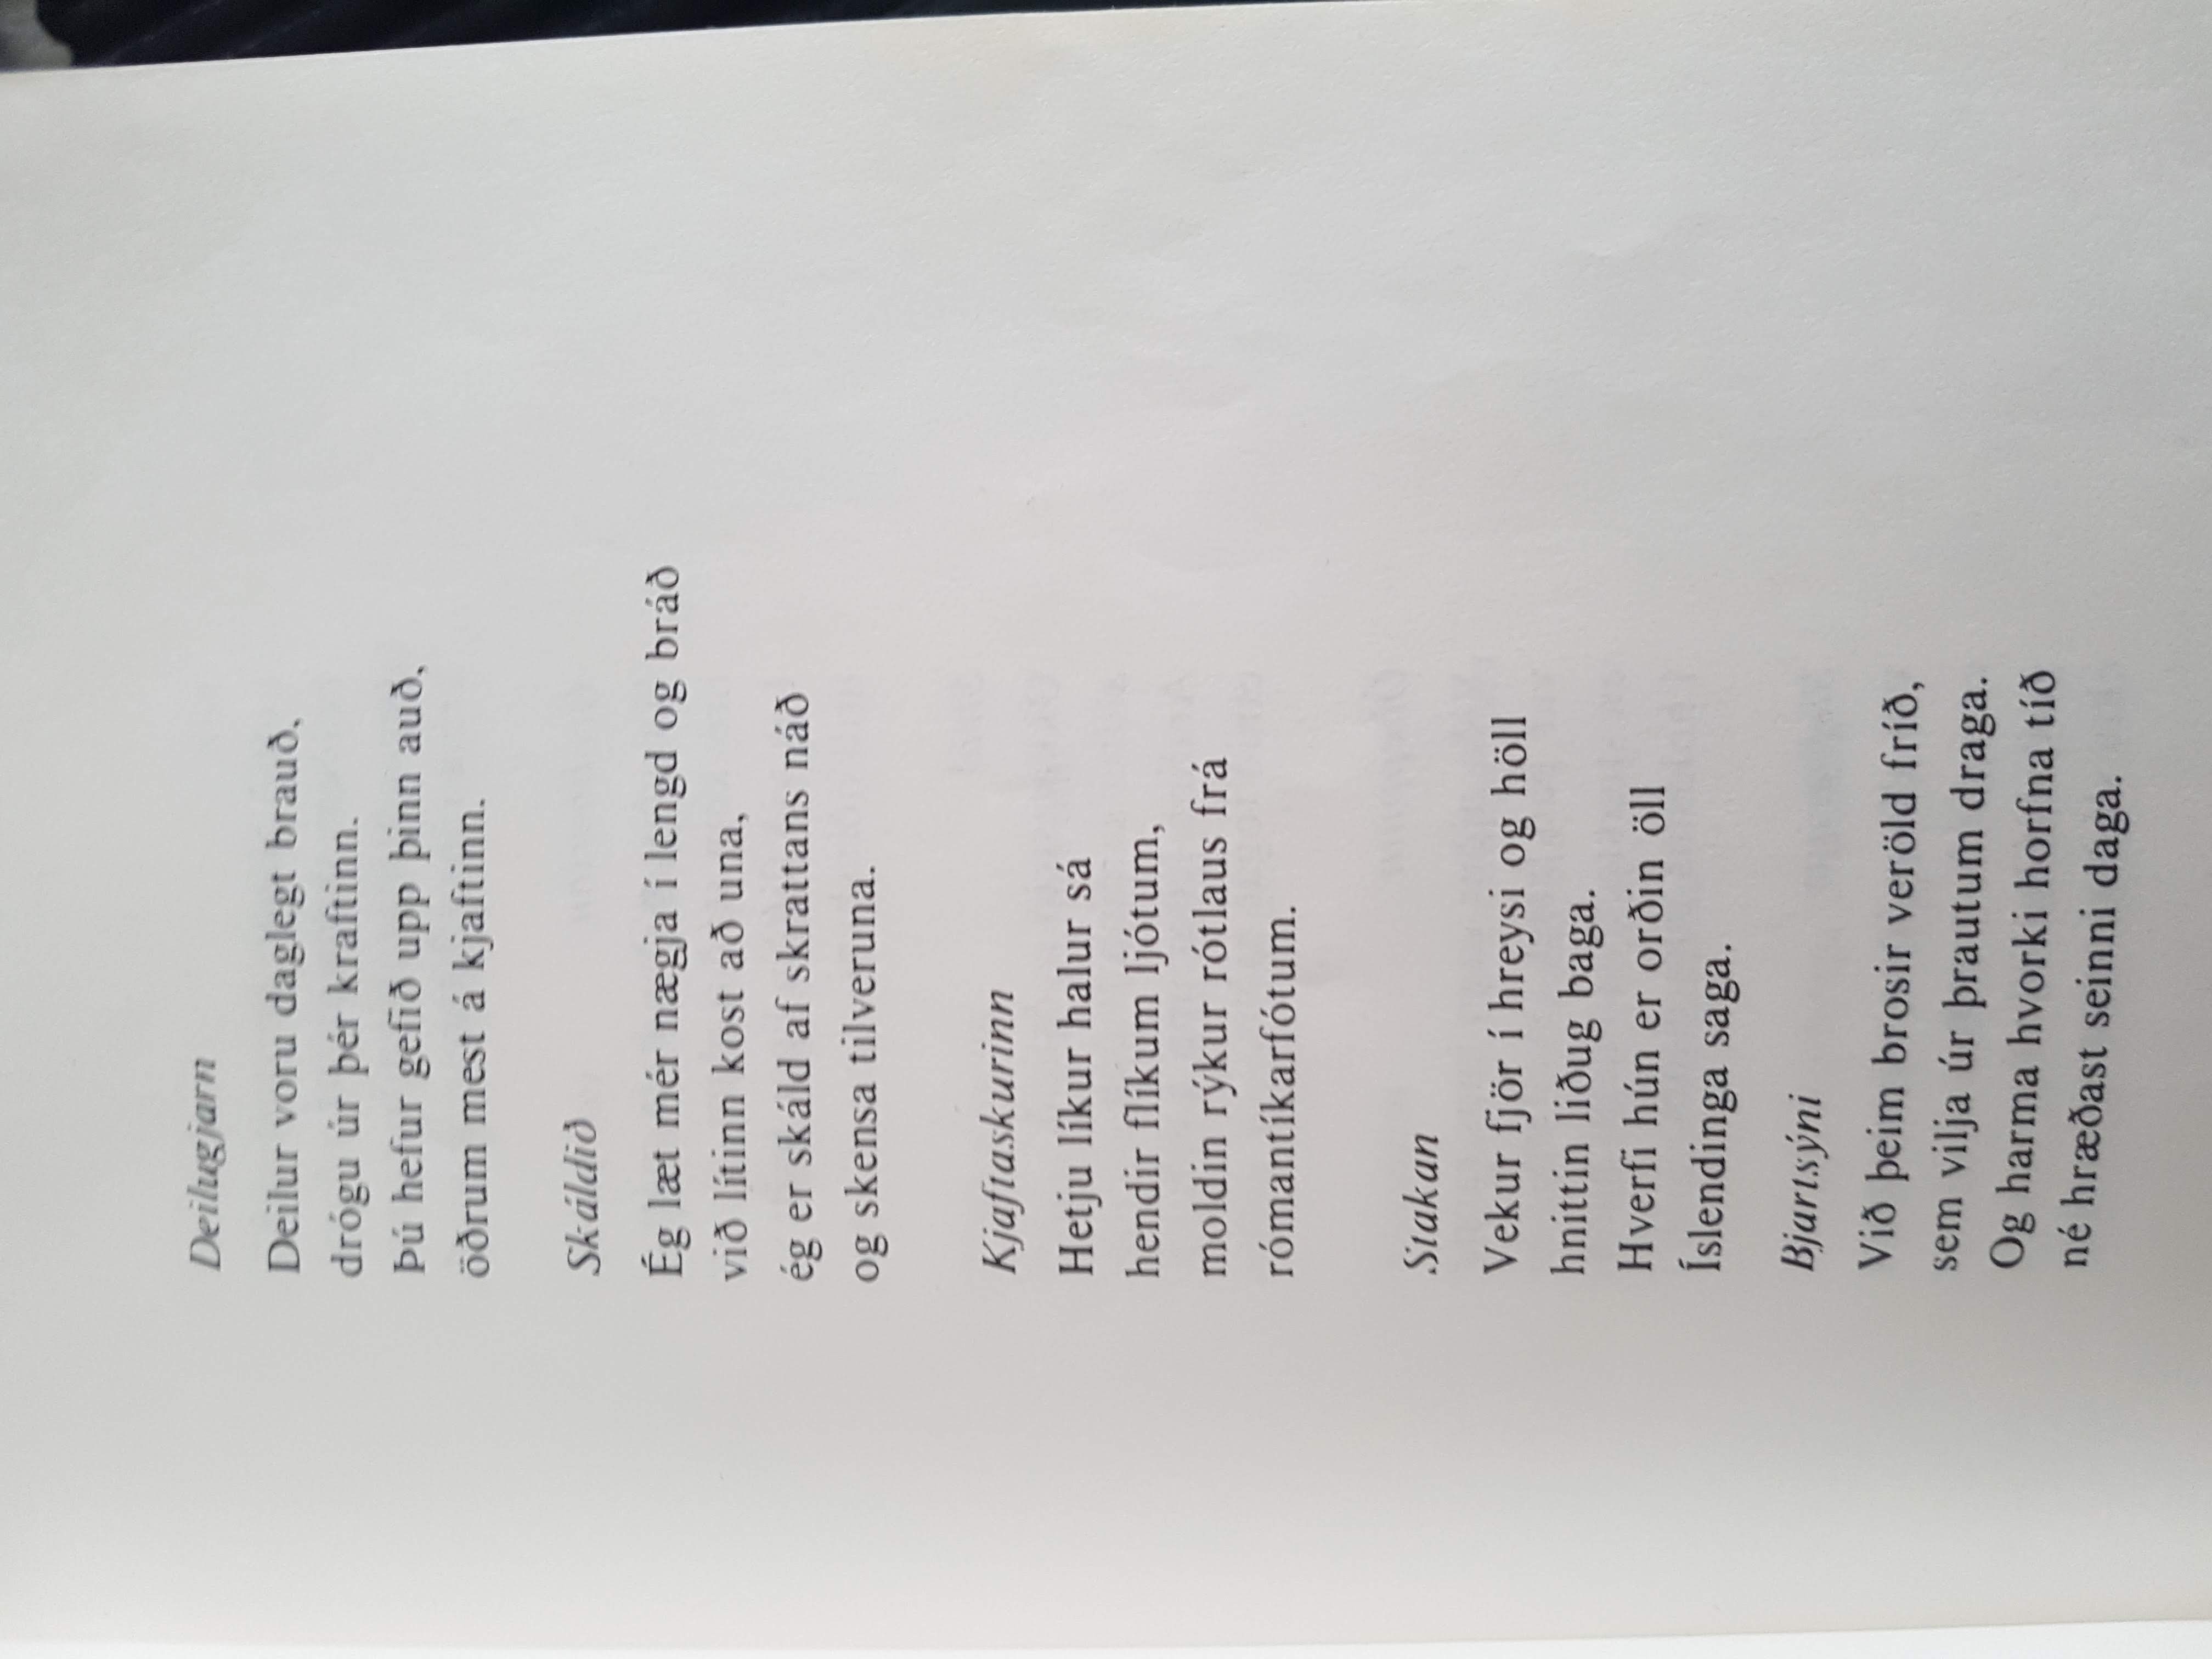 Deilugjarn
Deilur voru daglegt brauð,
drógu úr þér kraftinn.
Þú hefur gefið upp þinn auð,
öðrum mest á kjaftinn.
Skáldið
Ég læt mér nægja í lengd og bráð
við lítinn kost að una,
ég er skáld af skrattans náð
og skensa tilveruna.
Kjaftaskurinn
Hetju líkur halur sá
hendir flíkum ljótum,
moldin rýkur rótlaus frá
rómantíkarfótum.
Stakan
Vekur fjör í hreysi og höll
hnittin liðug baga.
Hverfi hún er orðin öll
Íslendinga saga.
Bjartsýni
Við þeim brosir veröld fríð,
sem vilja úr þrautum draga.
Og harma hvorki horfna tíð
né hræðast seinni daga.